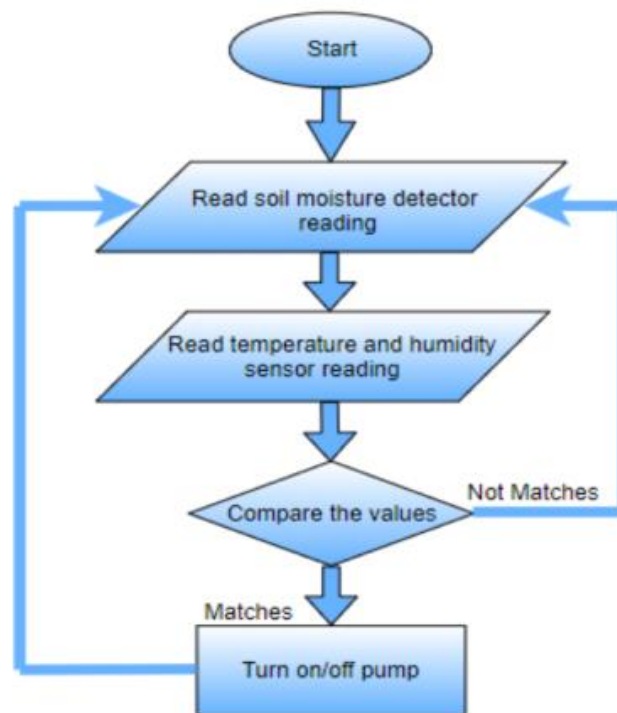 Start
Read soil moisture detector
reading
Read temperature and humidity
sensor reading
Compare the values
Not Matches
Matches
Turn on/off pump